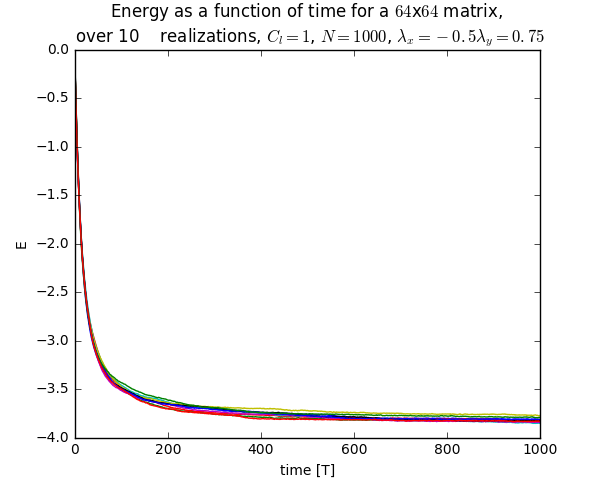 Energy as a function of time for a 64x64 matrix,
over 10 realizations, C_l = 1, N = 1000, λ_x = −0.5λ_y = 0.75
0.0
−0.5
−1.0
−1.5
−2.0
−2.5
−3.0
−3.5
−4.0
E
0 200 400 600 800 1000
time [T]